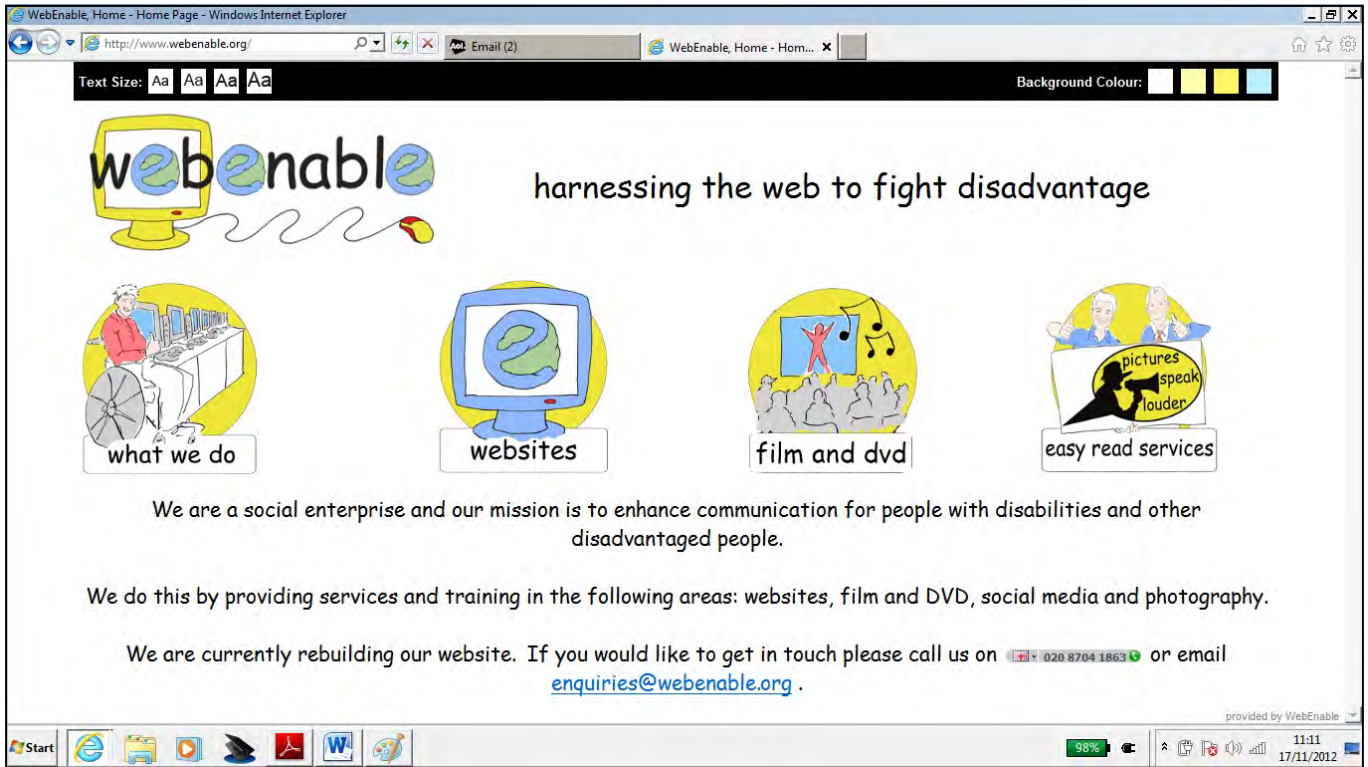 WebEnable, Home - Home Page - Windows Internet Explorer
http://www.webenable.org/
AOL Email (2)
WebEnable, Home - Hom...
Text Size: Aa Aa Aa Aa
Background Colour:
webenable
harnessing the web to fight disadvantage
what we do
websites
film and dvd
pictures
speak
louder
easy read services
We are a social enterprise and our mission is to enhance communication for people with disabilities and other
disadvantaged people.
We do this by providing services and training in the following areas: websites, film and DVD, social media and photography.
We are currently rebuilding our website. If you would like to get in touch please call us on 020 8704 1863 or email
enquiries@webenable.org .
provided by WebEnable
Start
W
98%
11:11
17/11/2012